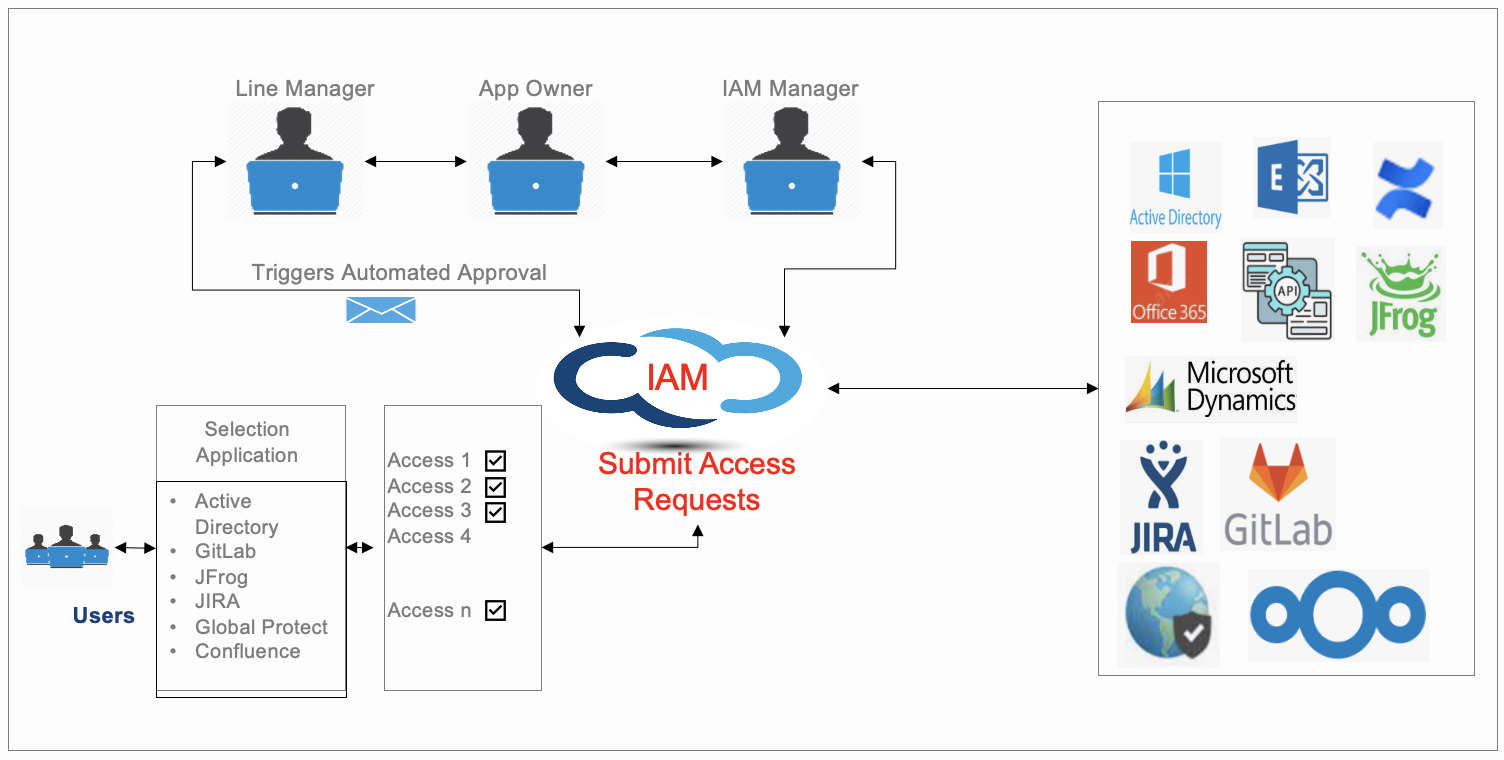 Line Manager
App Owner
IAM Manager
Triggers Automated Approval
IAM
Submit Access
Requests
Users
Selection
Application
• Active
Directory
• GitLab
• JFrog
• JIRA
• Global Protect
• Confluence
Access 1
Access 2
Access 3
Access 4
Access n
Active Directory
E
Office 365
API
JFrog
Microsoft
Dynamics
JIRA
GitLab